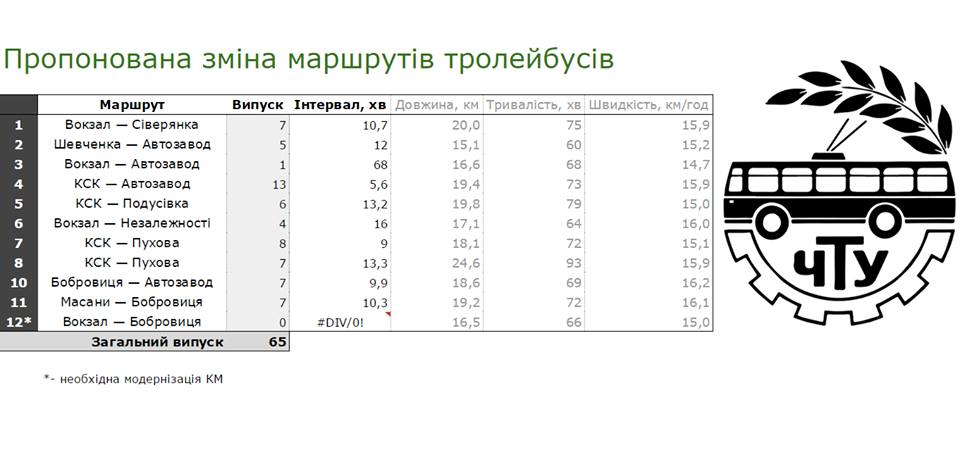 Пропонована зміна маршрутів тролейбусів
Маршрут Випуск Інтервал, хв Довжина, км Тривалість, хв Швидкість, км/год
1 Вокзал — Сіверянка 7 10,7 20,0 75 15,9
2 Шевченка — Автозавод 5 12 15,1 60 15,2
3 Вокзал — Автозавод 1 68 16,6 68 14,7
4 КСК — Автозавод 13 5,6 19,4 73 15,9
5 КСК — Подусівка 6 13,2 19,8 79 15,0
6 Вокзал — Незалежності 4 16 17,1 64 16,0
7 КСК — Пухова 8 9 18,1 72 15,1
8 КСК — Пухова 7 13,3 24,6 93 15,9
10 Бобровиця — Автозавод 7 9,9 18,6 69 16,2
11 Масани — Бобровиця 7 10,3 19,2 72 16,1
12* Вокзал — Бобровиця 0 #DIV/0! 16,5 66 15,0
Загальний випуск 65
*- необхідна модернізація КМ
ЧТУ